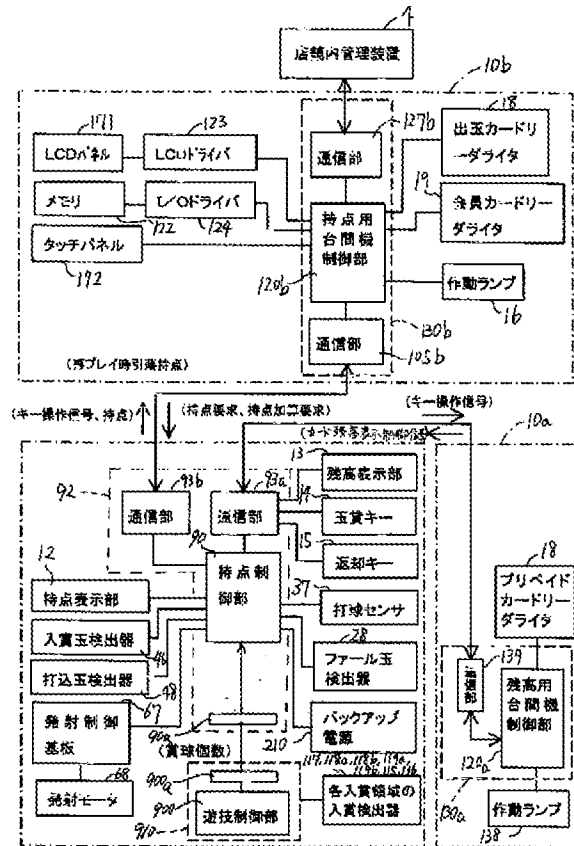 1
店舗内管理装置
10b
171
123
127b
18
LCDパネル
LCDドライバ
通信部
出玉カードリ
ーダライタ
メモリ
I/Oドライバ
19
会員カードリー
ダライタ
122
124
持点用
台間機
制御部
タッチパネル
172
120b
作動ランプ
16
通信部
130b
105b
(再プレイ時引落持点)
(キー操作信号、持点)
(持点要求、持点加算要求)
(キー操作信号)
10a
92
93b
93a
13
残高表示部
通信部
通信部
14
玉貸キー
90
15
返却キー
18
プリペイド
カードリー
ダライタ
12
持点制
御部
持点表示部
37
打球センサ
入賞玉検出器
46
28
ファール玉
検出器
139
通信部
残高用
台間機
制御部
打込玉検出器
48
67
発射制御
基板
バックアップ
電源
210
120a
130a
90a
(賞球個数)
117, 118a, 118b, 119a,
119b, 115, 116
68
発射モータ
900a
各入賞領域の
入賞検出器
作動ランプ
138
900
遊技制御部
910